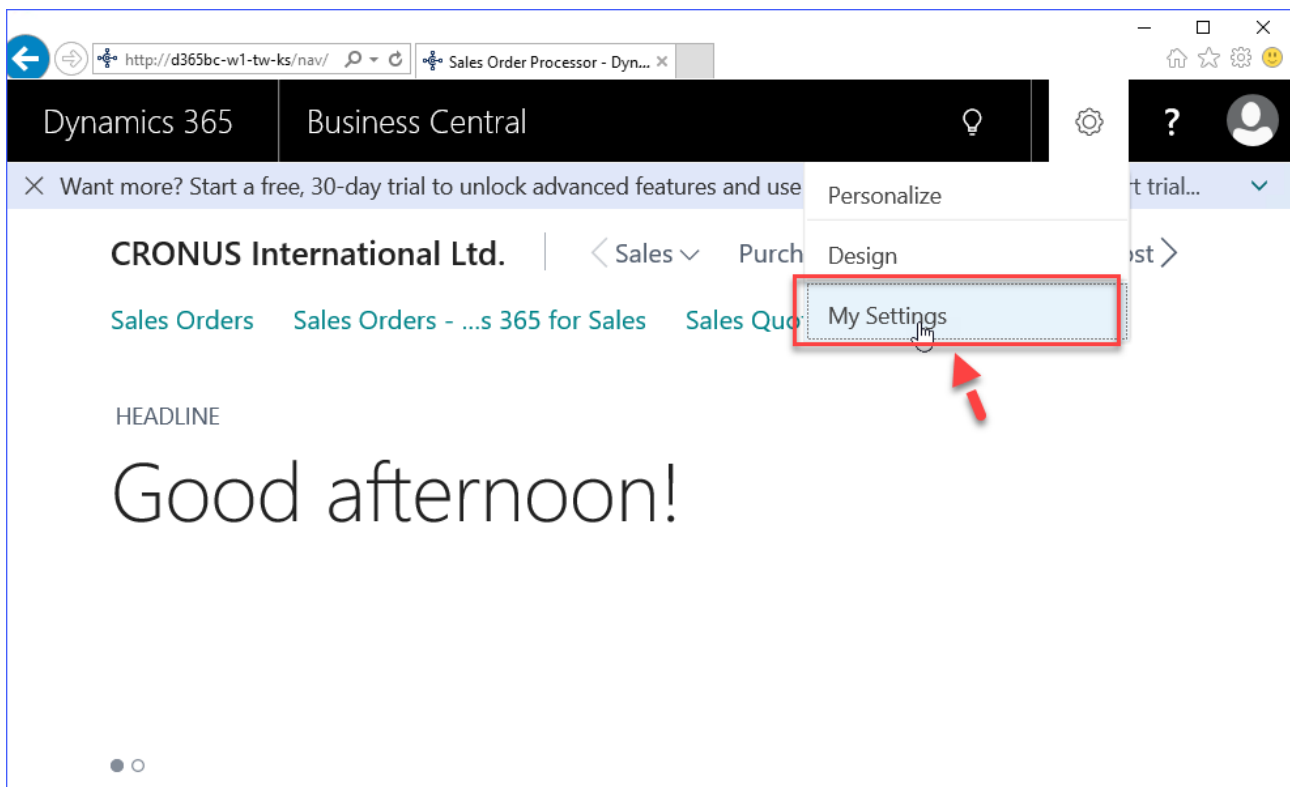 http://d365bc-w1-tw-ks/nav/ Sales Order Processor - Dyn...
Dynamics 365 Business Central ?
Want more? Start a free, 30-day trial to unlock advanced features and use rt trial...
Personalize
CRONUS International Ltd. Sales Purch ost
Design
Sales Orders Sales Orders - ...s 365 for Sales Sales Quo
My Settings
HEADLINE
Good afternoon!